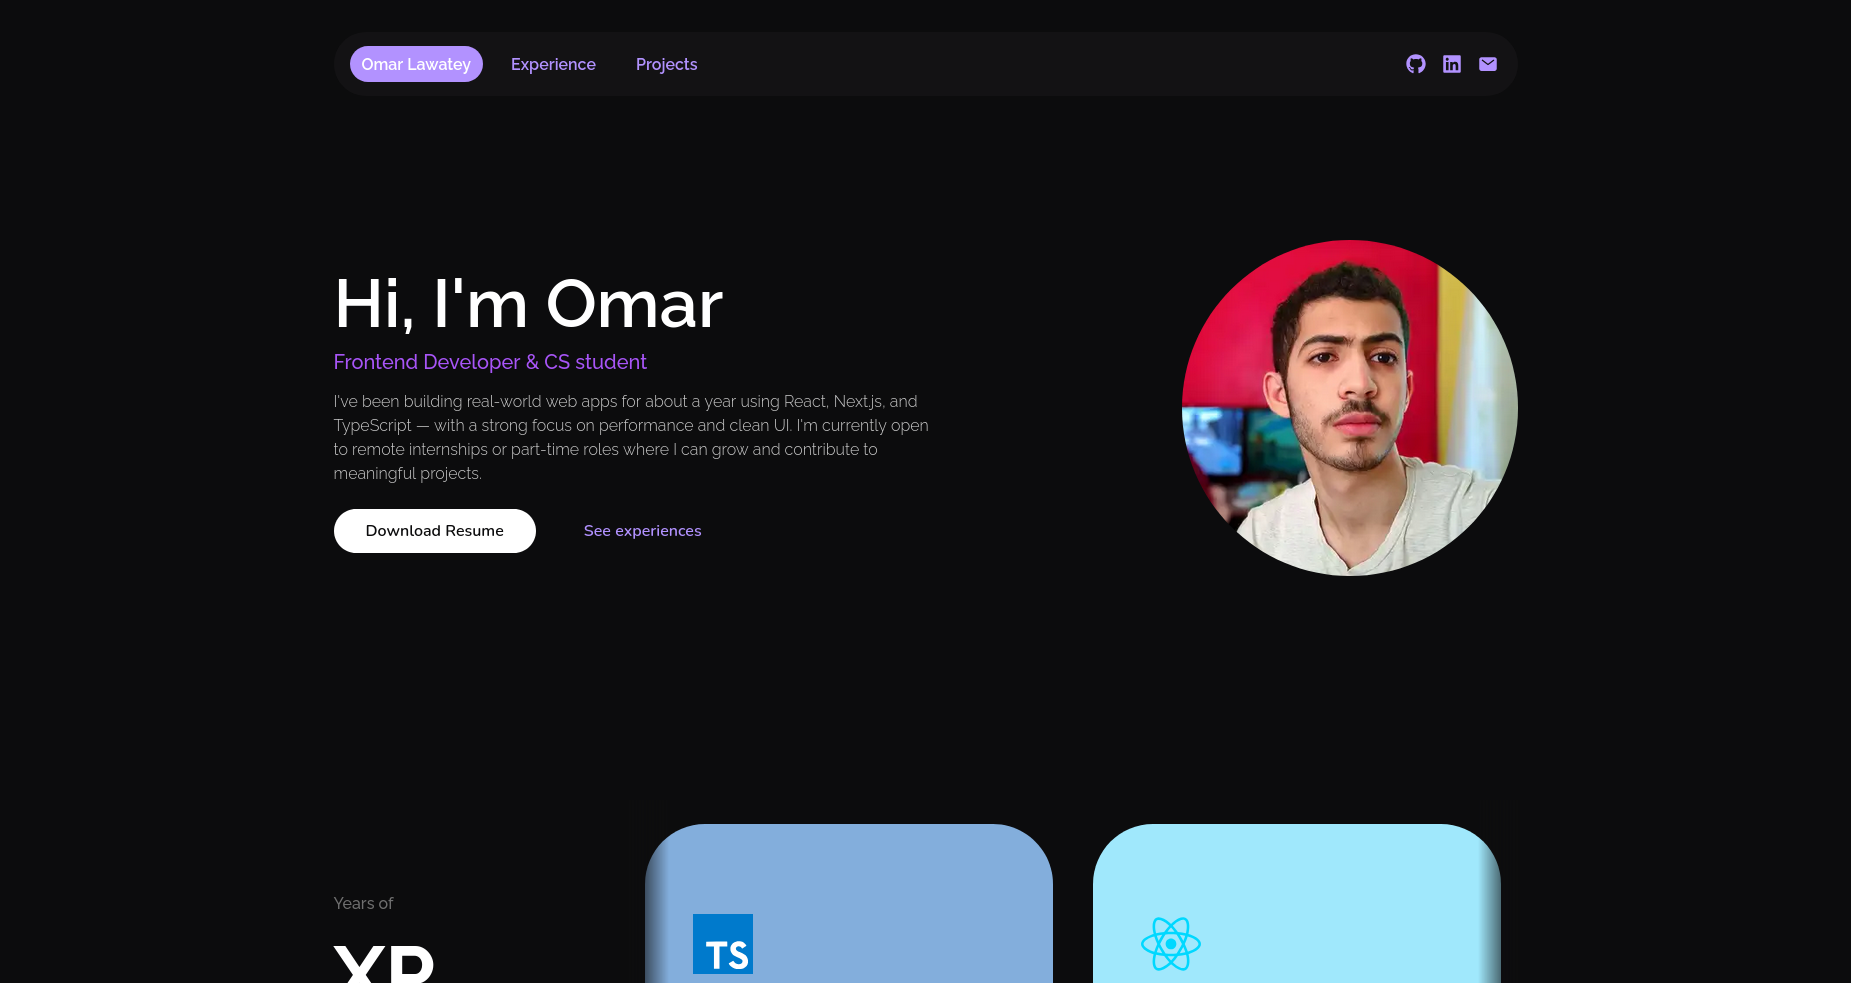 Omar Lawatey
Experience
Projects
Hi, I'm Omar
Frontend Developer & CS student
I've been building real-world web apps for about a year using React, Next.js, and
TypeScript — with a strong focus on performance and clean UI. I'm currently open
to remote internships or part-time roles where I can grow and contribute to
meaningful projects.
Download Resume
See experiences
Years of
XP
TS